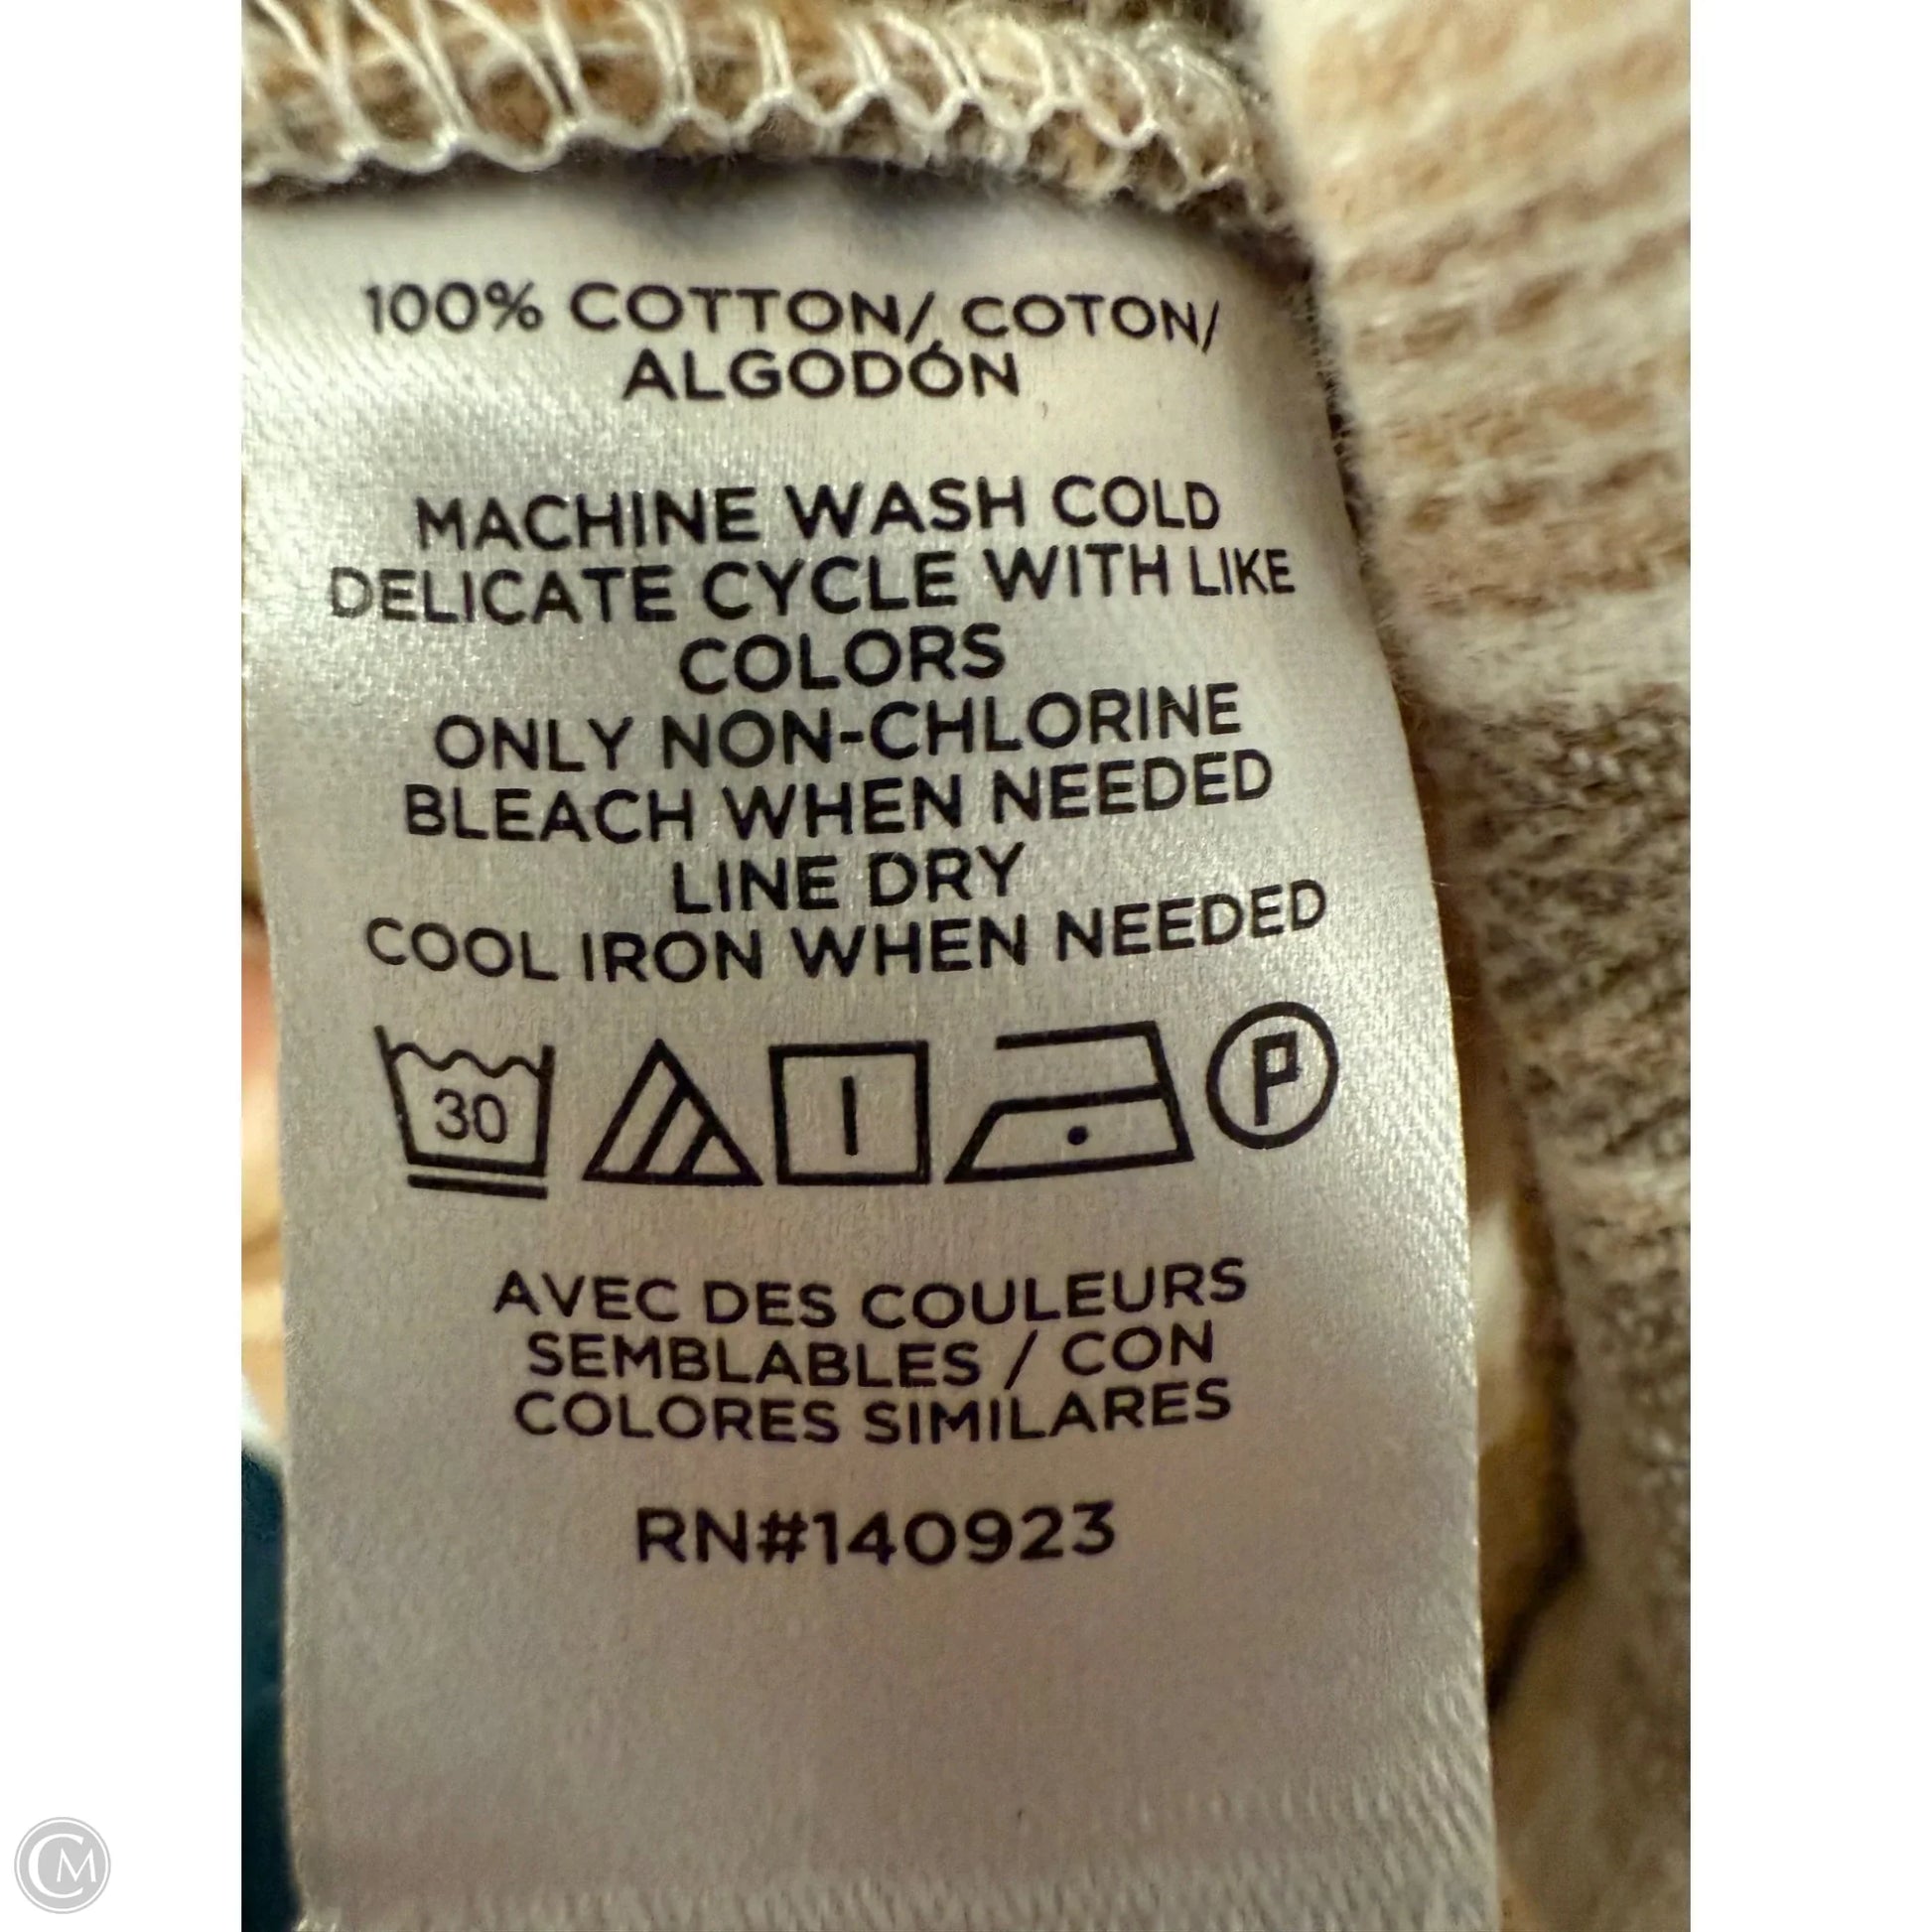 100% COTTON/ COTON/
ALGODÓN
MACHINE WASH COLD
DELICATE CYCLE WITH LIKE
COLORS
ONLY NON-CHLORINE
BLEACH WHEN NEEDED
LINE DRY
COOL IRON WHEN NEEDED
30 P
AVEC DES COULEURS
SEMBLABLES / CON
COLORES SIMILARES
RN#140923
CM